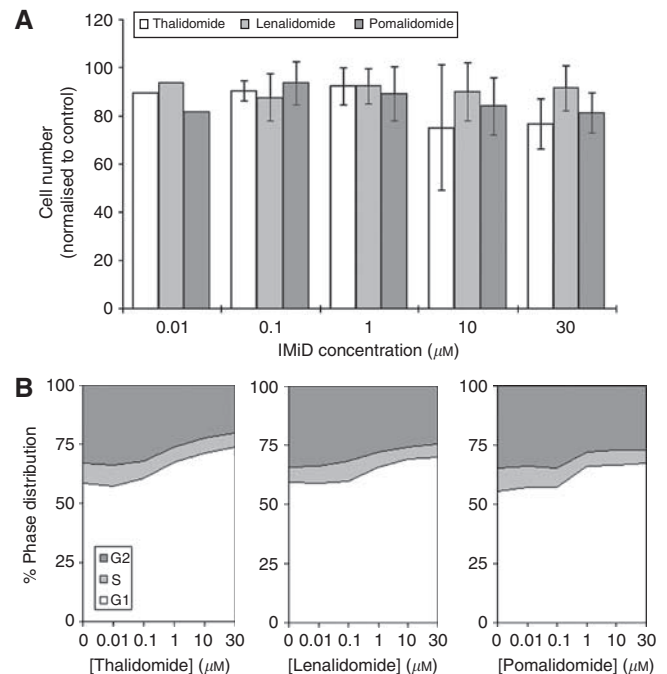 A
Thalidomide Lenalidomide Pomalidomide
120
100
80
60
40
20
0
Cell number
(normalised to control)
0.01 0.1 1 10 30
IMiD concentration (μM)
B
% Phase distribution
100
75
50
25
0
G2
S
G1
0 0.01 0.1 1 10 30
[Thalidomide] (μM)
100
75
50
25
0
0 0.01 0.1 1 10 30
[Lenalidomide] (μM)
100
75
50
25
0
0 0.01 0.1 1 10 30
[Pomalidomide] (μM)